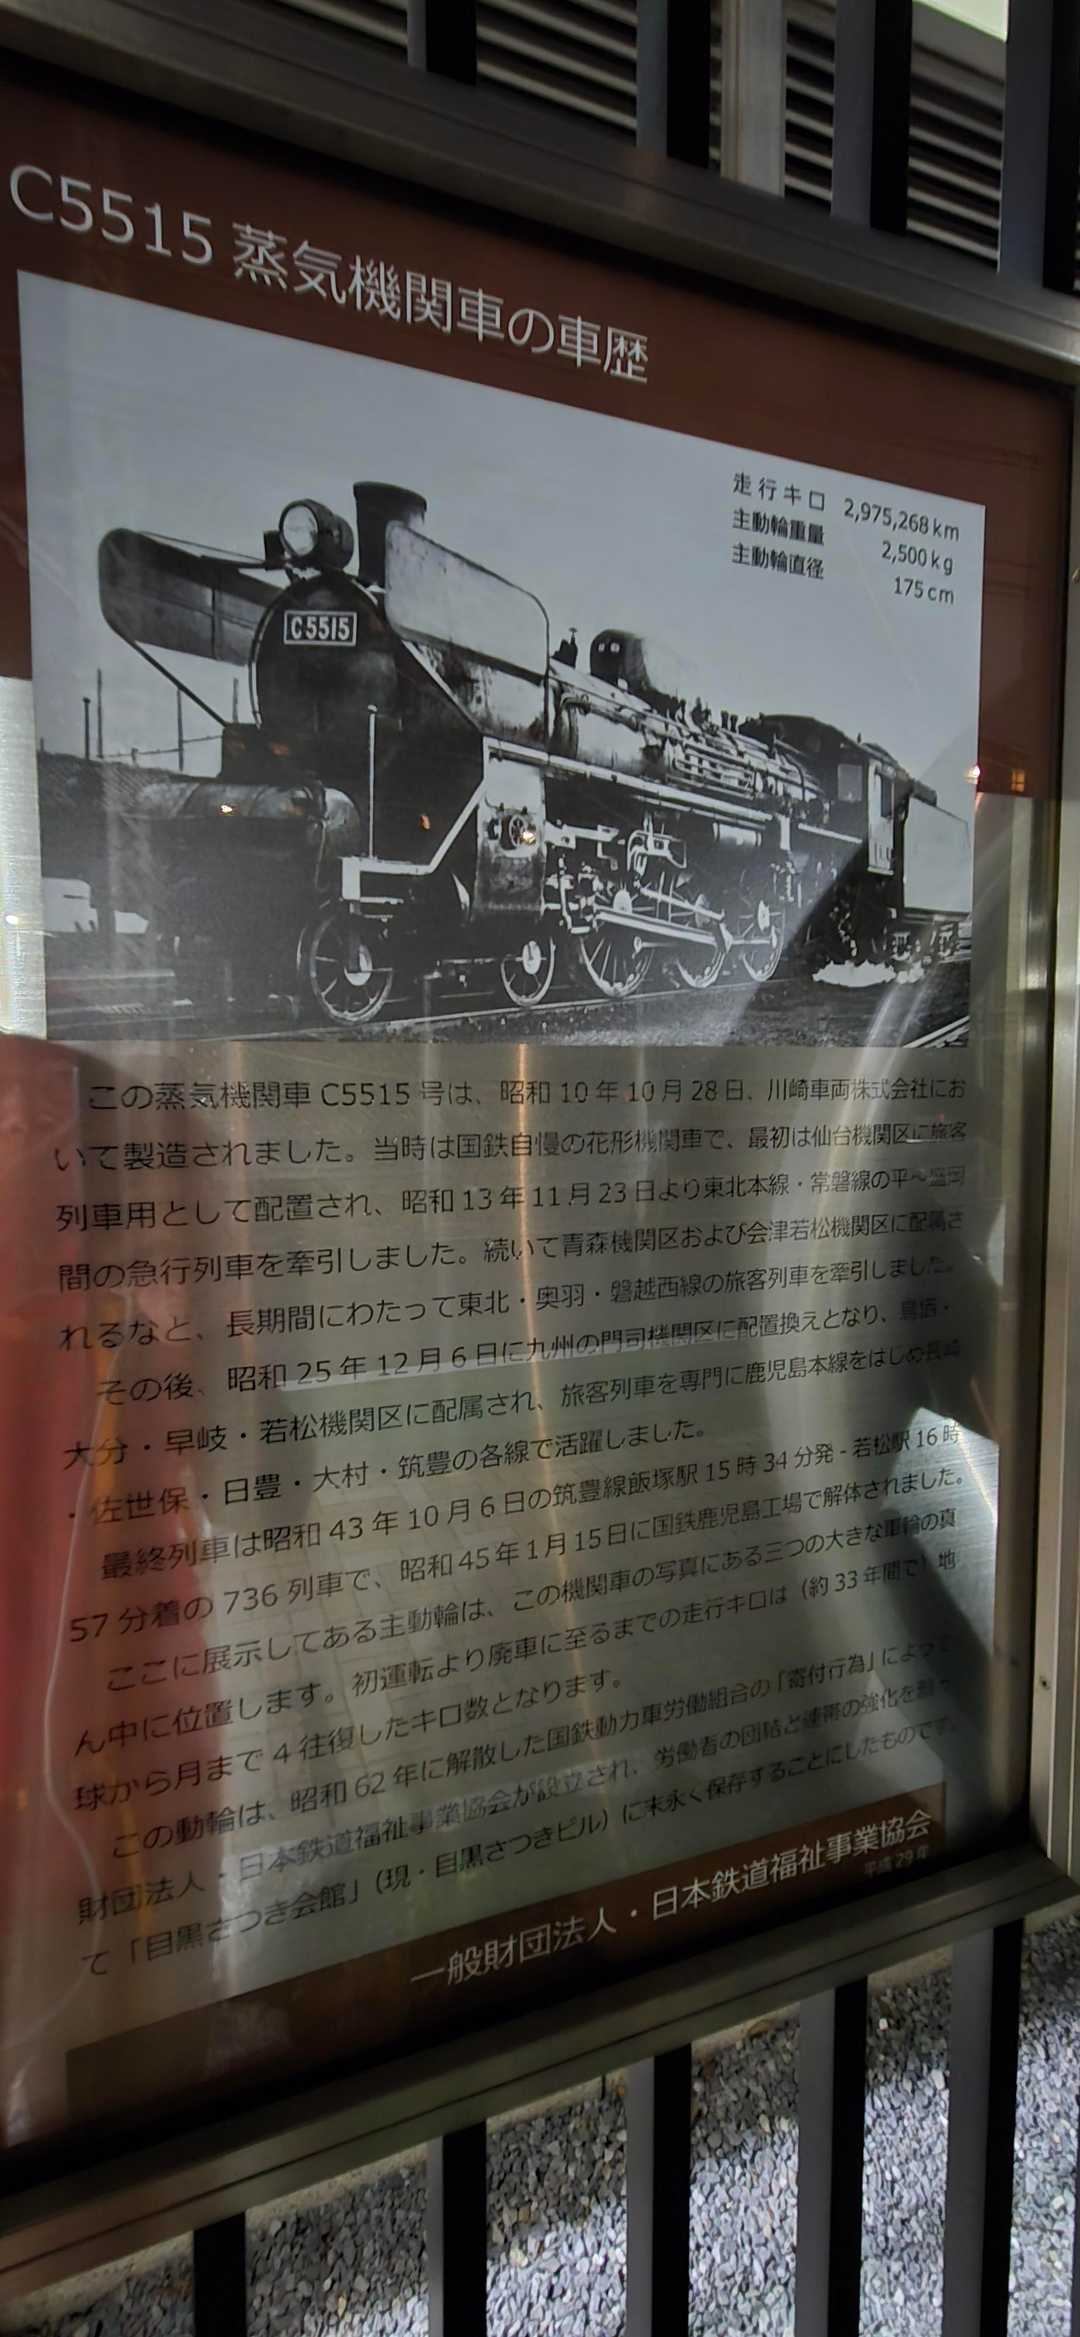 C5515 蒸気機関車の車歴
走行キロ 2,975,268km
主動輪重量 2,500kg
主動輪直径 175cm
C5515
この蒸気機関車 C5515 号は、昭和 10 年 10 月 28 日、川崎車両株式会社にお
いて製造されました。当時は国鉄自慢の花形機関車で、最初は仙台機関区に旅客
列車用として配置され、昭和 13 年 11 月 23 日より東北本線・常磐線の平～盛岡
間の急行列車を牽引しました。続いて青森機関区および会津若松機関区に配属さ
れるなど、長期間にわたって東北・奥羽・磐越西線の旅客列車を牽引しました。
その後、昭和 25 年 12 月 6 日に九州の門司機関区に配置換えとなり、鳥栖・
大分・早岐・若松機関区に配属され、旅客列車を専門に鹿児島本線をはじめ長崎
・佐世保・日豊・大村・筑豊の各線で活躍しました。
最終列車は昭和 43 年 10 月 6 日の筑豊線飯塚駅 15 時 34 分発 - 若松駅 16 時
57 分着の 736 列車で、昭和 45 年 1 月 15 日に国鉄鹿児島工場で解体されました。
ここに展示してある主動輪は、この機関車の写真にある三つの大きな車輪の真
ん中に位置します。初運転より廃車に至るまでの走行キロは（約 33 年間で）地
球から月まで 4 往復したキロ数となります。
この動輪は、昭和 62 年に解散した国鉄動力車労働組合の「寄付行為」によって
財団法人・日本鉄道福祉事業協会が設立され、労働者の団結と連帯の強化を
て「目黒さつき会館」（現・目黒さつきビル）に末永く保存することにしたものです。
一般財団法人・日本鉄道福祉事業協会
平成 29 年